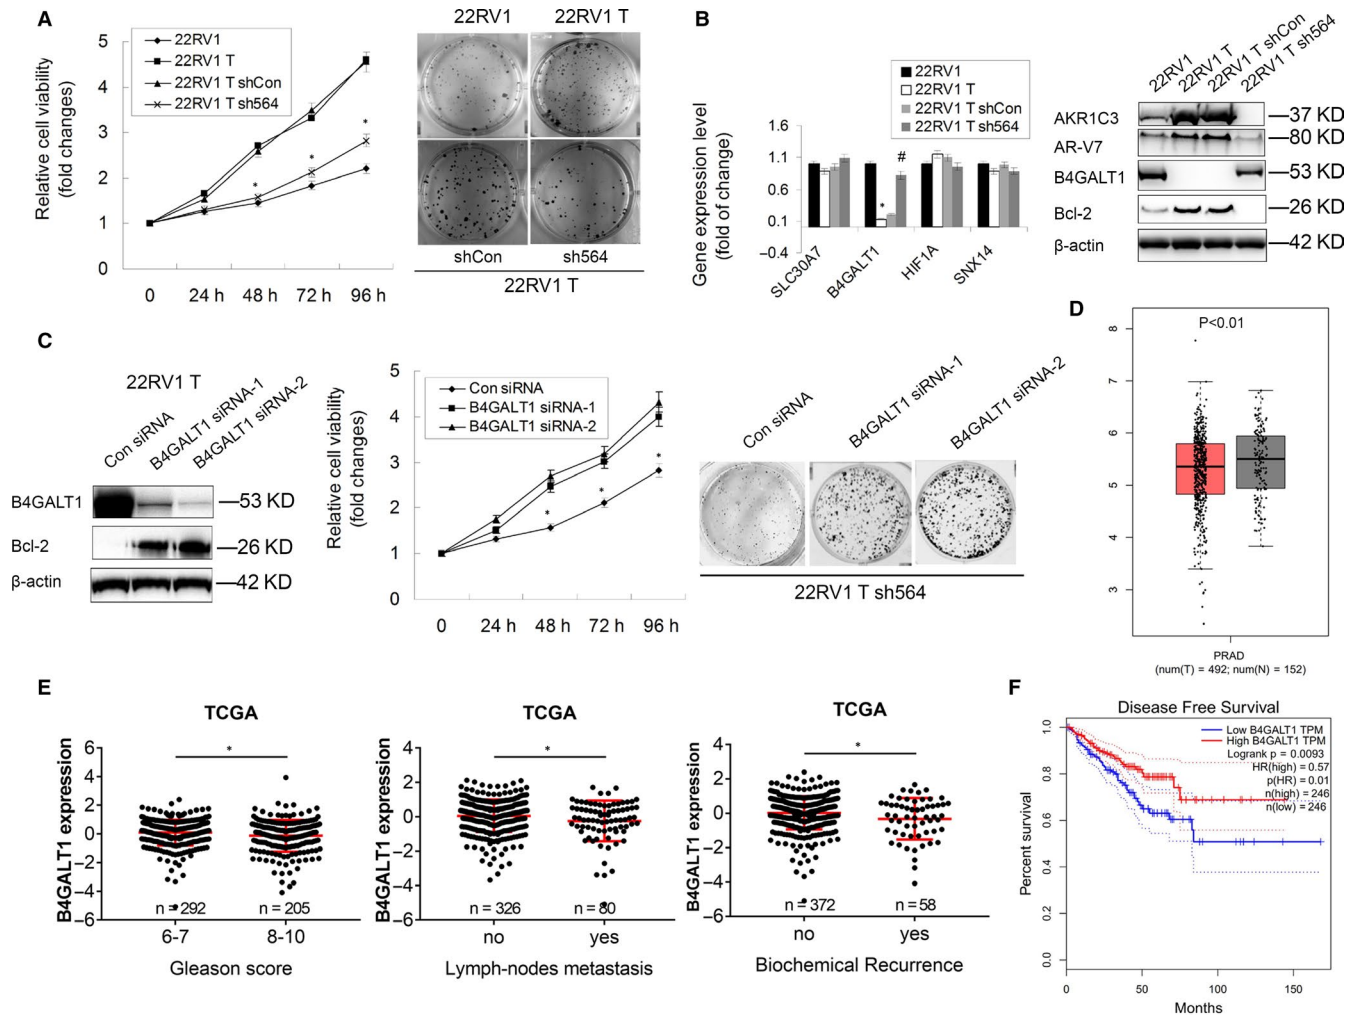 A
22RV1
22RV1 T
22RV1 T shCon
22RV1 T sh564
Relative cell viability
(fold changes)
5
4
3
2
1
0
*
*
*
0 24 h 48 h 72 h 96 h
22RV1 22RV1 T
shCon sh564
22RV1 T
B
22RV1
22RV1 T
22RV1 T shCon
22RV1 T sh564
Gene expression level
(fold of change)
1.6
1.1
0.6
0.1
−0.4
*
#
SLC30A7
B4GALT1
HIF1A
SNX14
22RV1
22RV1 T
22RV1 T shCon
22RV1 T sh564
AKR1C3 37 KD
AR-V7 80 KD
B4GALT1 53 KD
Bcl-2 26 KD
β-actin 42 KD
C
22RV1 T
Con siRNA
B4GALT1 siRNA-1
B4GALT1 siRNA-2
B4GALT1 53 KD
Bcl-2 26 KD
β-actin 42 KD
Con siRNA
B4GALT1 siRNA-1
B4GALT1 siRNA-2
Relative cell viability
(fold changes)
5
4
3
2
1
0
*
*
*
0 24 h 48 h 72 h 96 h
Con siRNA
B4GALT1 siRNA-1
B4GALT1 siRNA-2
22RV1 T sh564
D
P<0.01
8
7
6
5
4
3
PRAD
(num(T) = 492; num(N) = 152)
E
TCGA
B4GALT1 expression
6
4
2
0
−2
−4
−6
*
n = 292 n = 205
6-7 8-10
Gleason score
TCGA
B4GALT1 expression
4
2
0
−2
−4
−6
*
n = 326 n = 80
no yes
Lymph-nodes metastasis
TCGA
B4GALT1 expression
4
2
0
−2
−4
−6
*
n = 372 n = 58
no yes
Biochemical Recurrence
F
Disease Free Survival
Low B4GALT1 TPM
High B4GALT1 TPM
Logrank p = 0.0093
HR(high) = 0.57
p(HR) = 0.01
n(high) = 246
n(low) = 246
Percent survival
1.0
0.8
0.6
0.4
0.2
0.0
0 50 100 150
Months